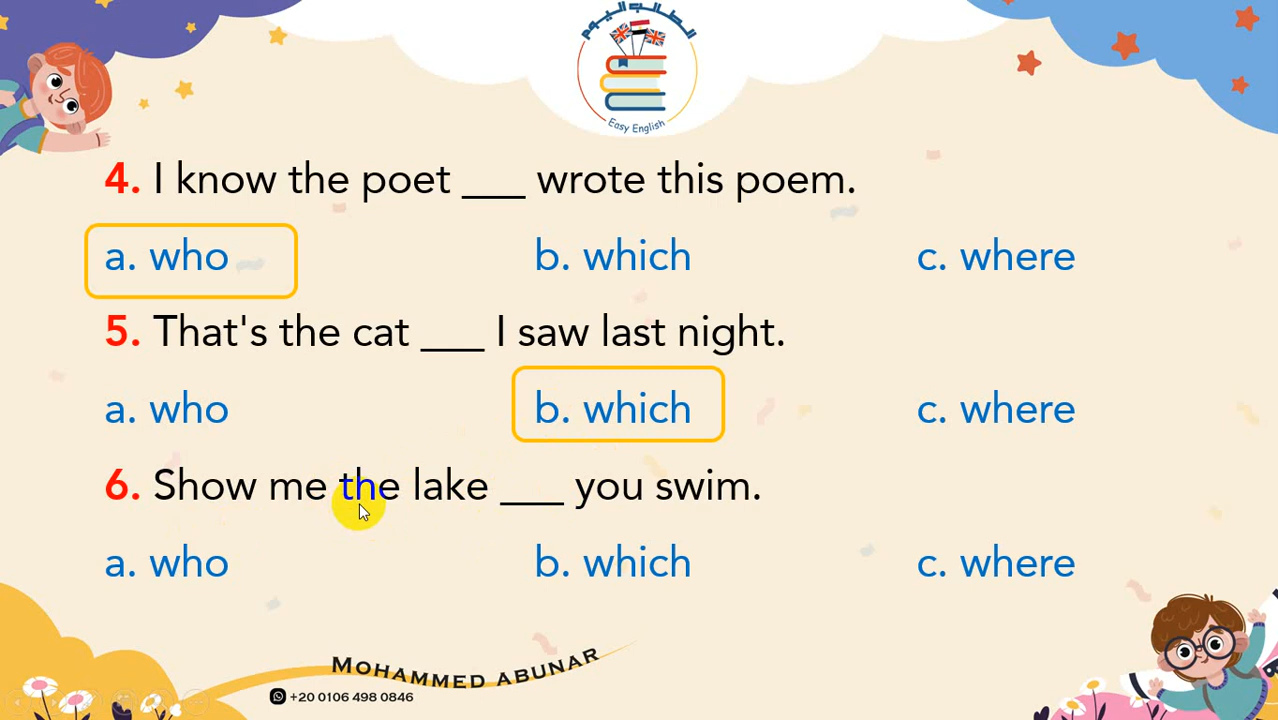 الطالب اليوم
Easy English
4. I know the poet ___ wrote this poem.
a. who b. which c. where
5. That's the cat ___ I saw last night.
a. who b. which c. where
6. Show me the lake ___ you swim.
a. who b. which c. where
MOHAMMED ABUNAR
+20 0106 498 0846